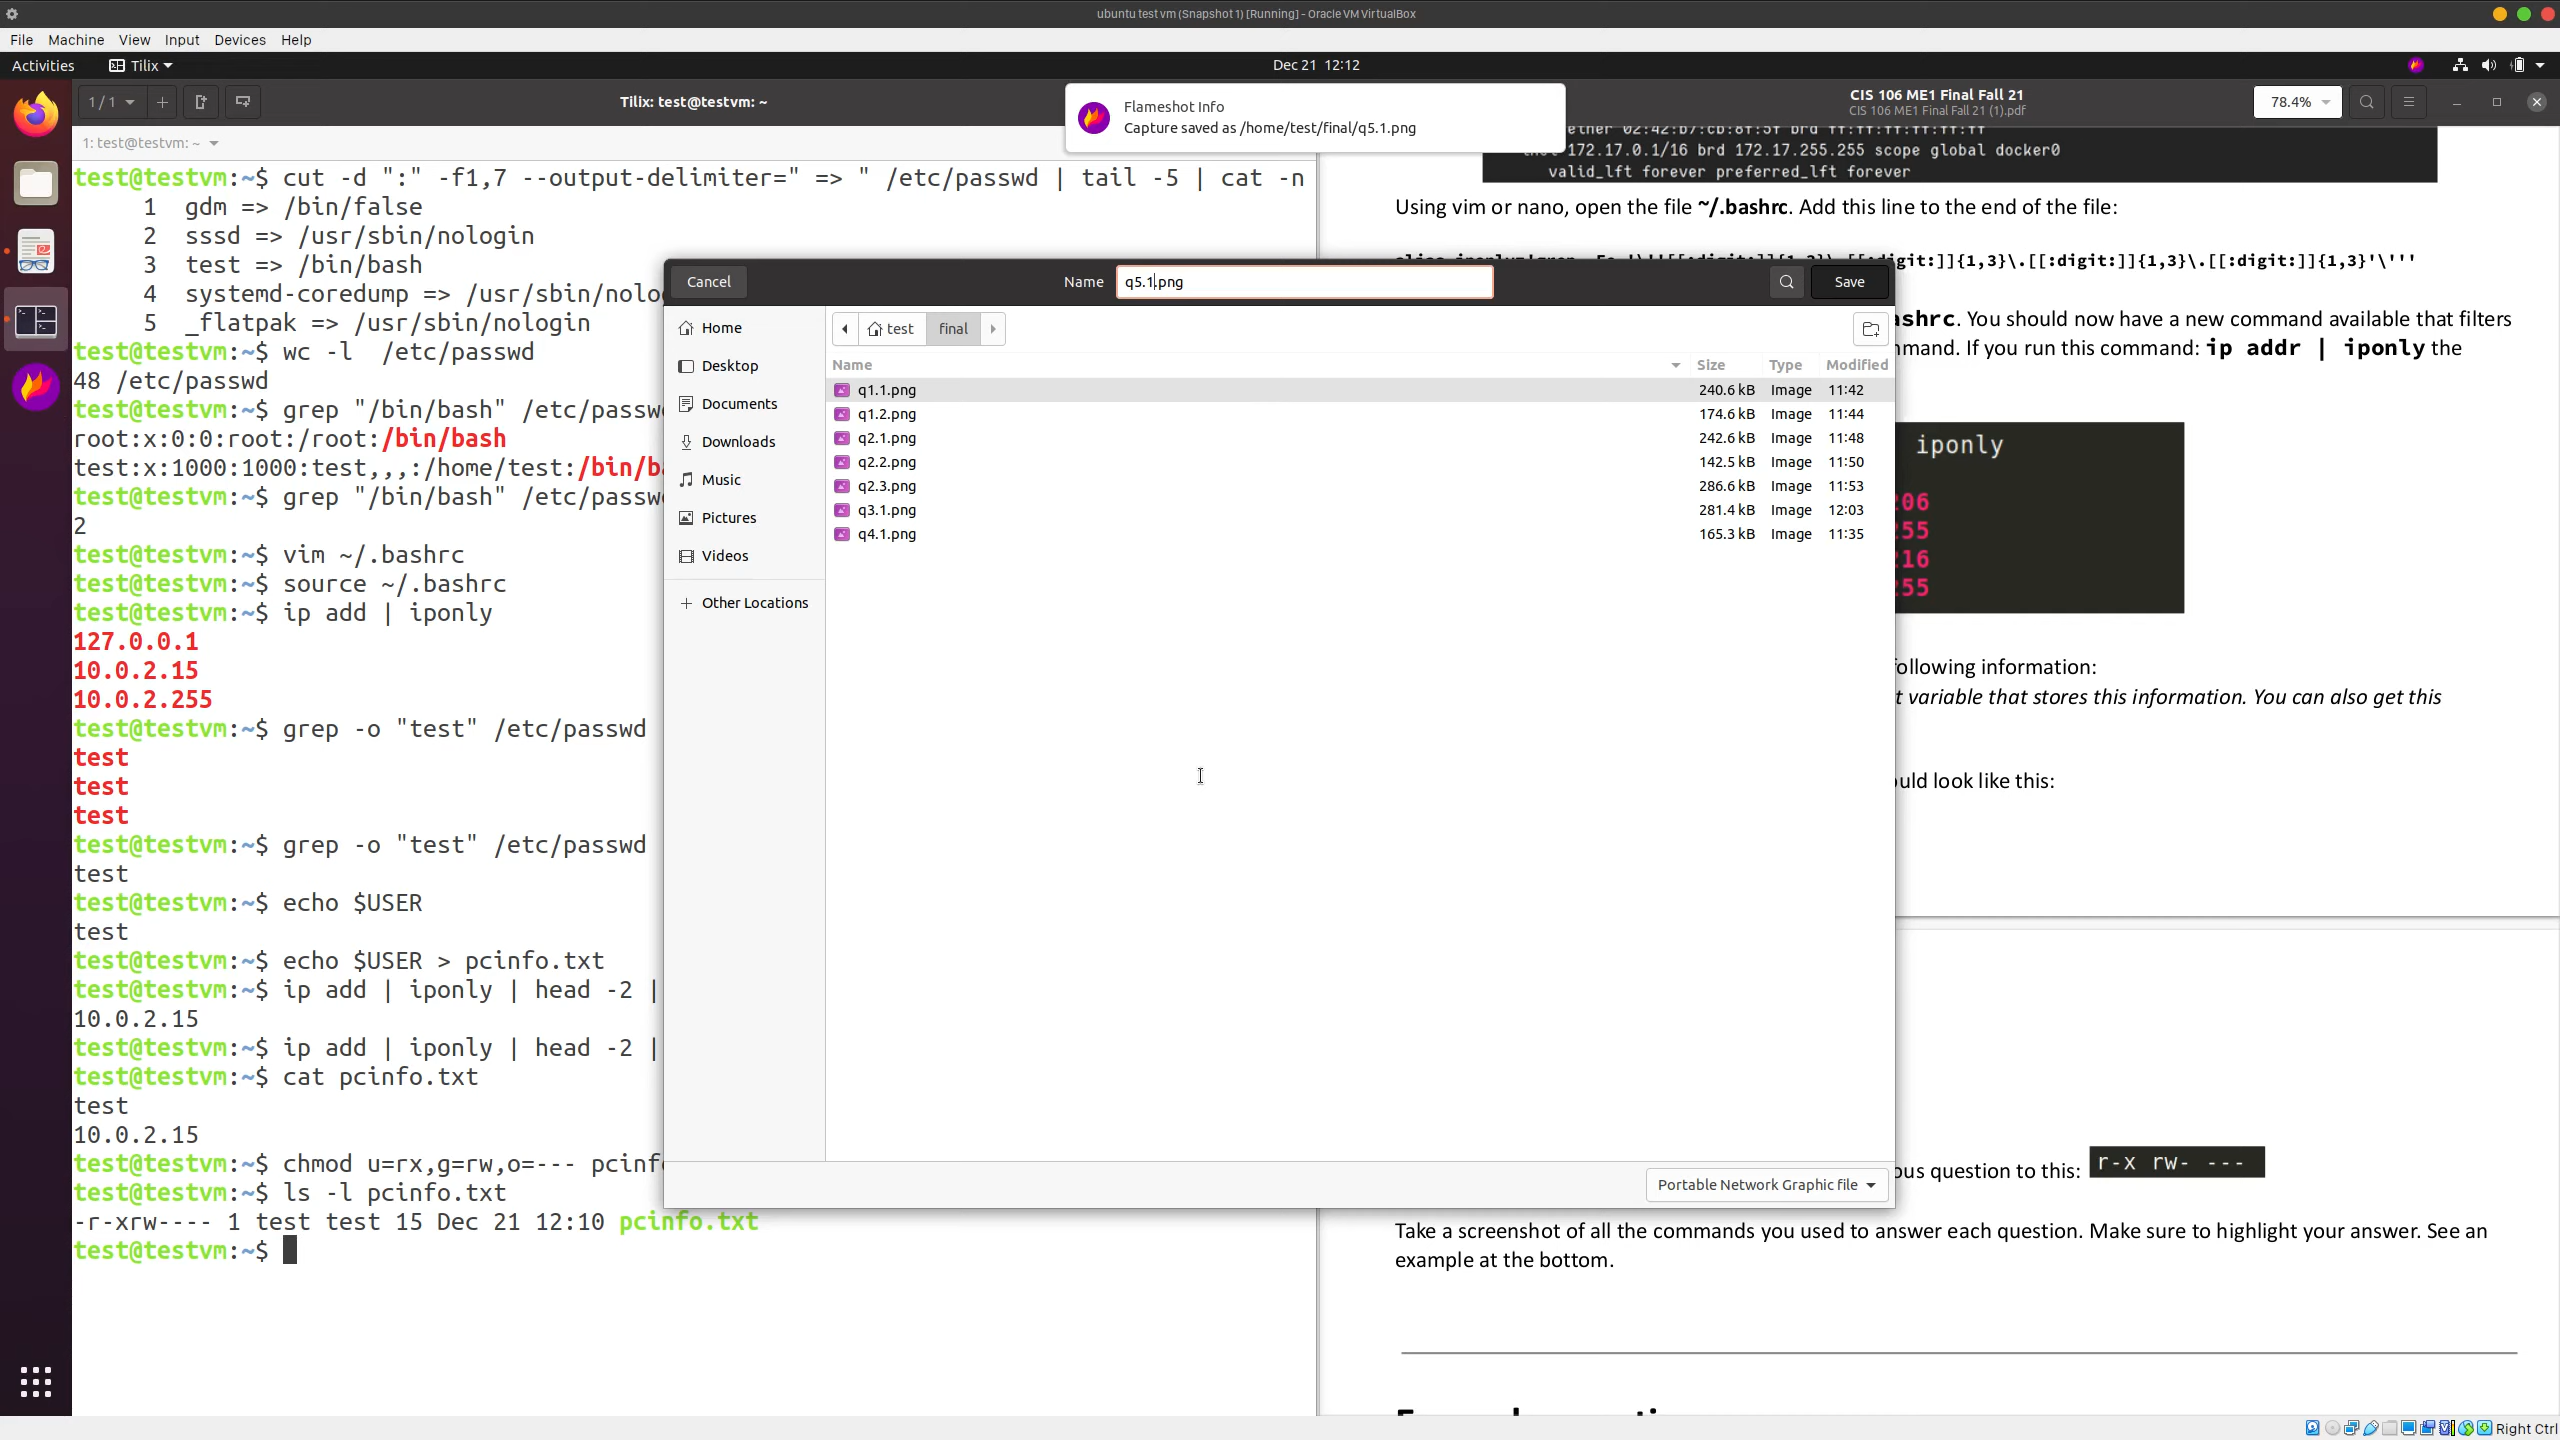 ubuntu test vm (Snapshot 1) [Running] - Oracle VM VirtualBox
File Machine View Input Devices Help
Activities Tilix Dec 21 12:12
1 / 1 Tilix: test@testvm: ~
1: test@testvm: ~
Flameshot Info
Capture saved as /home/test/final/q5.1.png
CIS 106 ME1 Final Fall 21
CIS 106 ME1 Final Fall 21 (1).pdf
78.4%
test@testvm:~$ cut -d ":" -f1,7 --output-delimiter=" => " /etc/passwd | tail -5 | cat -n
1 gdm => /bin/false
2 sssd => /usr/sbin/nologin
3 test => /bin/bash
4 systemd-coredump => /usr/sbin/nolo
5 _flatpak => /usr/sbin/nologin
test@testvm:~$ wc -l /etc/passwd
48 /etc/passwd
test@testvm:~$ grep "/bin/bash" /etc/passw
root:x:0:0:root:/root:/bin/bash
test:x:1000:1000:test,,,:/home/test:/bin/ba
test@testvm:~$ grep "/bin/bash" /etc/passw
2
test@testvm:~$ vim ~/.bashrc
test@testvm:~$ source ~/.bashrc
test@testvm:~$ ip add | iponly
127.0.0.1
10.0.2.15
10.0.2.255
test@testvm:~$ grep -o "test" /etc/passwd
test
test
test
test@testvm:~$ grep -o "test" /etc/passwd
test
test@testvm:~$ echo $USER
test
test@testvm:~$ echo $USER > pcinfo.txt
test@testvm:~$ ip add | iponly | head -2 |
10.0.2.15
test@testvm:~$ ip add | iponly | head -2 |
test@testvm:~$ cat pcinfo.txt
test
10.0.2.15
test@testvm:~$ chmod u=rx,g=rw,o=--- pcinf
test@testvm:~$ ls -l pcinfo.txt
-r-xrw---- 1 test test 15 Dec 21 12:10 pcinfo.txt
test@testvm:~$
Cancel Name q5.1.png Save
Home
Desktop
Documents
Downloads
Music
Pictures
Videos
Other Locations
test final
Name Size Type Modified
q1.1.png 240.6 kB Image 11:42
q1.2.png 174.6 kB Image 11:44
q2.1.png 242.6 kB Image 11:48
q2.2.png 142.5 kB Image 11:50
q2.3.png 286.6 kB Image 11:53
q3.1.png 281.4 kB Image 12:03
q4.1.png 165.3 kB Image 11:35
Portable Network Graphic file
ether 02:42:b7:cb:8f:5f brd ff:ff:ff:ff:ff:ff
172.17.0.1/16 brd 172.17.255.255 scope global docker0
valid_lft forever preferred_lft forever
Using vim or nano, open the file ~/.bashrc. Add this line to the end of the file:
[:digit:]]{1,3}\.[[:digit:]]{1,3}\.[[:digit:]]{1,3}'\'''
ashrc. You should now have a new command available that filters
mmand. If you run this command: ip addr | iponly the
iponly
206
255
216
255
following information:
t variable that stores this information. You can also get this
uld look like this:
ous question to this: r-x rw- ---
Take a screenshot of all the commands you used to answer each question. Make sure to highlight your answer. See an
example at the bottom.
Right Ctrl